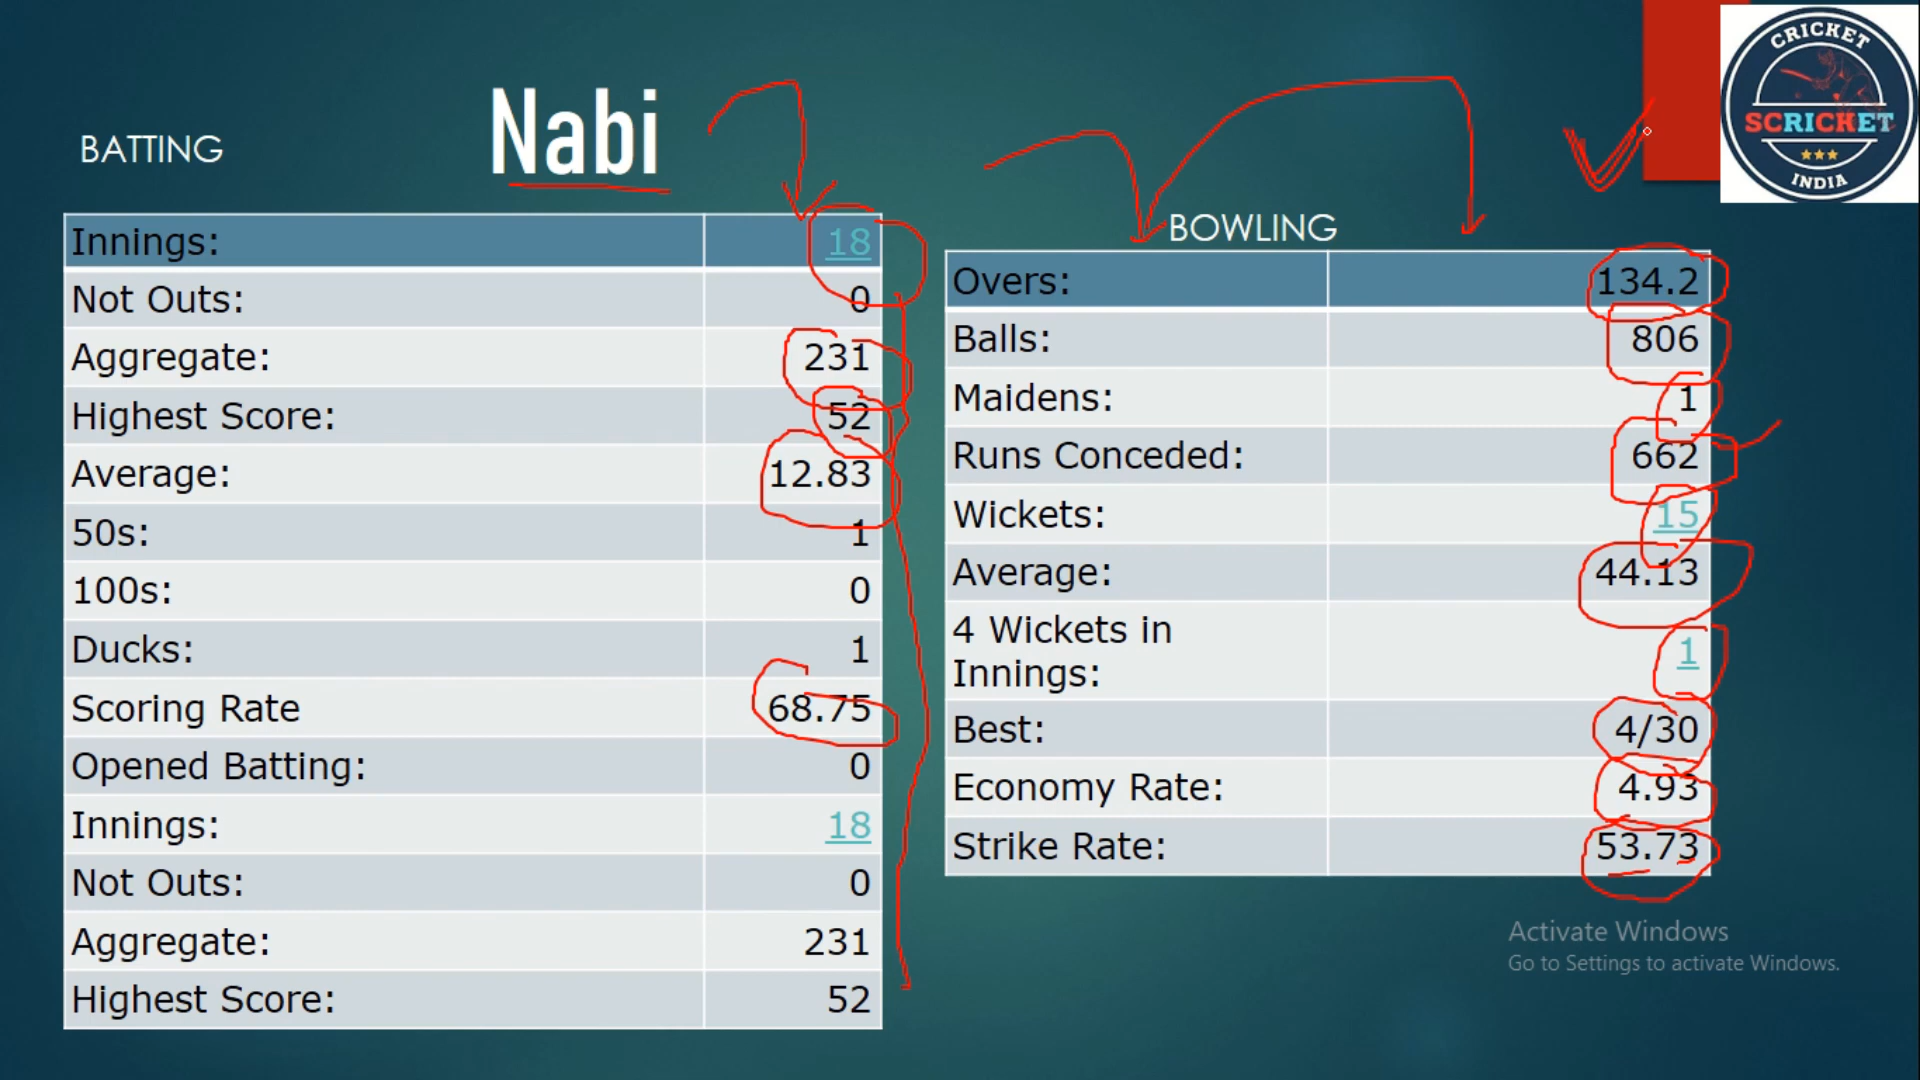 BATTING
Nabi
Innings: 18
Not Outs: 0
Aggregate: 231
Highest Score: 52
Average: 12.83
50s: 1
100s: 0
Ducks: 1
Scoring Rate 68.75
Opened Batting: 0
Innings: 18
Not Outs: 0
Aggregate: 231
Highest Score: 52
BOWLING
Overs: 134.2
Balls: 806
Maidens: 1
Runs Conceded: 662
Wickets: 15
Average: 44.13
4 Wickets in
Innings: 1
Best: 4/30
Economy Rate: 4.93
Strike Rate: 53.73
CRICKET
SCRICKET
INDIA
Activate Windows
Go to Settings to activate Windows.